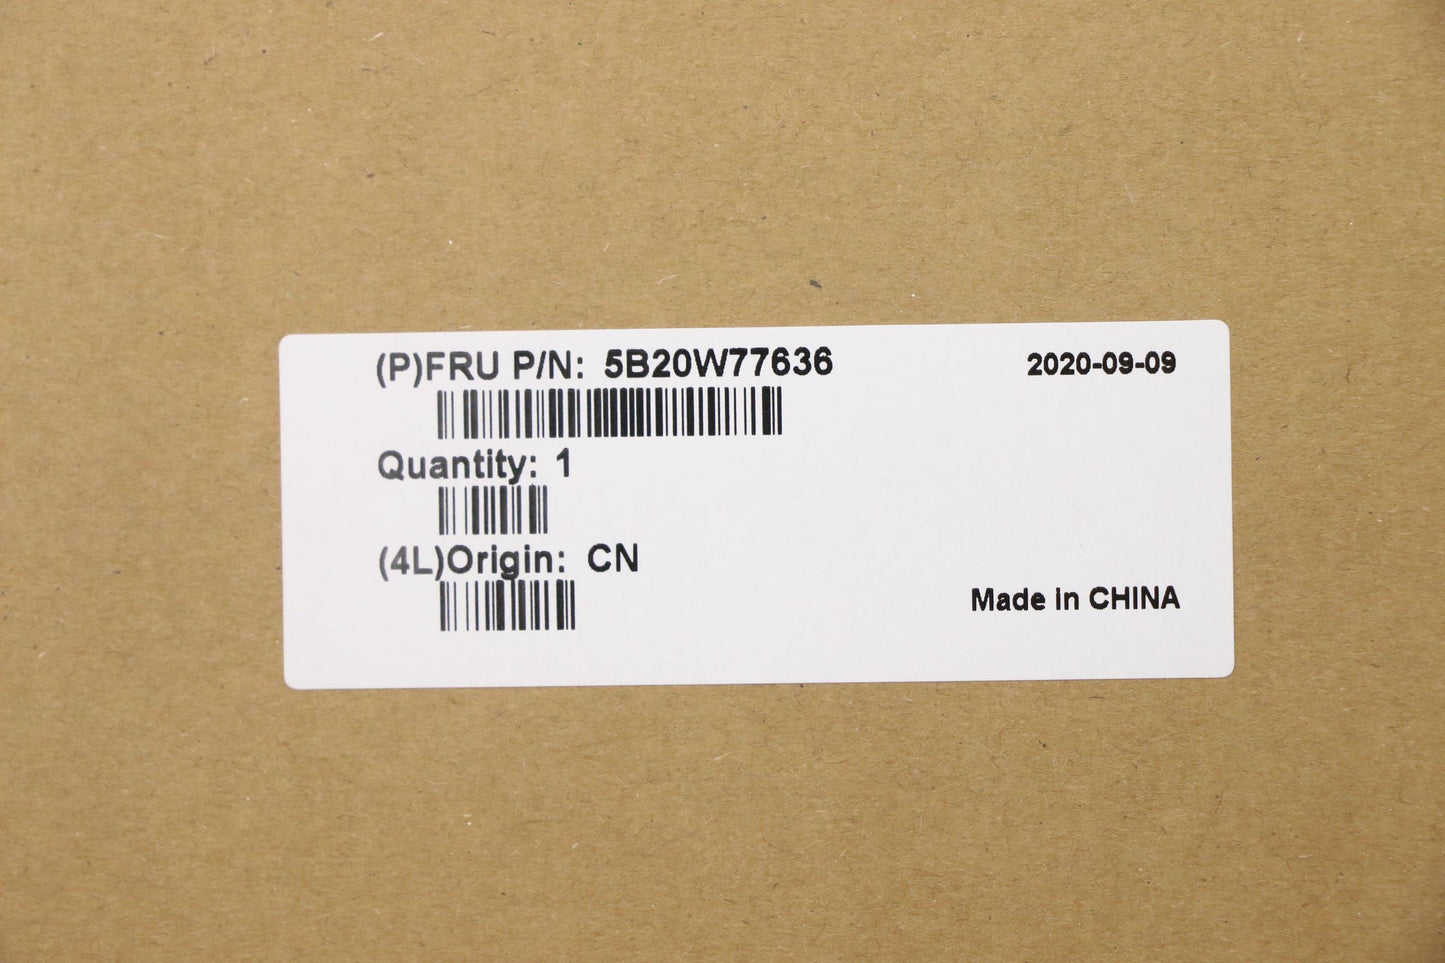 (P)FRU P/N: 5B20W77636 2020-09-09
Quantity: 1
(4L)Origin: CN
Made in CHINA